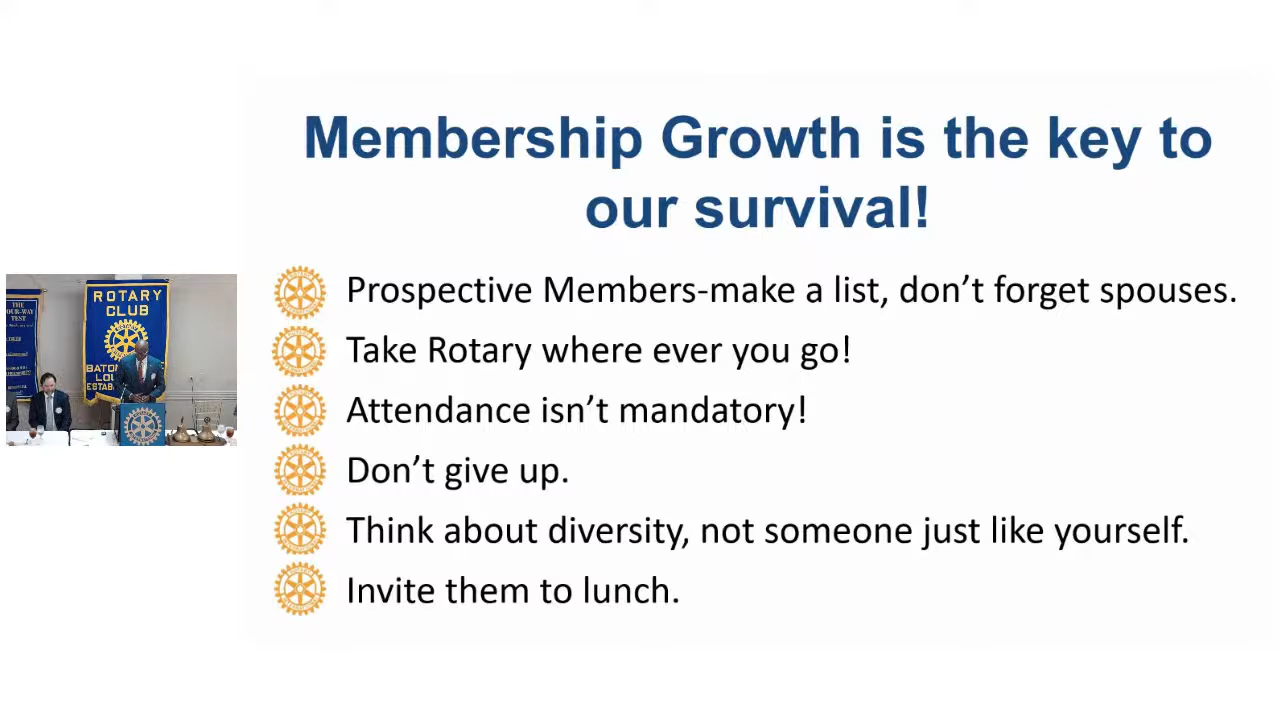 Membership Growth is the key to
our survival!
Prospective Members-make a list, don’t forget spouses.
Take Rotary where ever you go!
Attendance isn’t mandatory!
Don’t give up.
Think about diversity, not someone just like yourself.
Invite them to lunch.
THE
TEST
ROTARY
CLUB